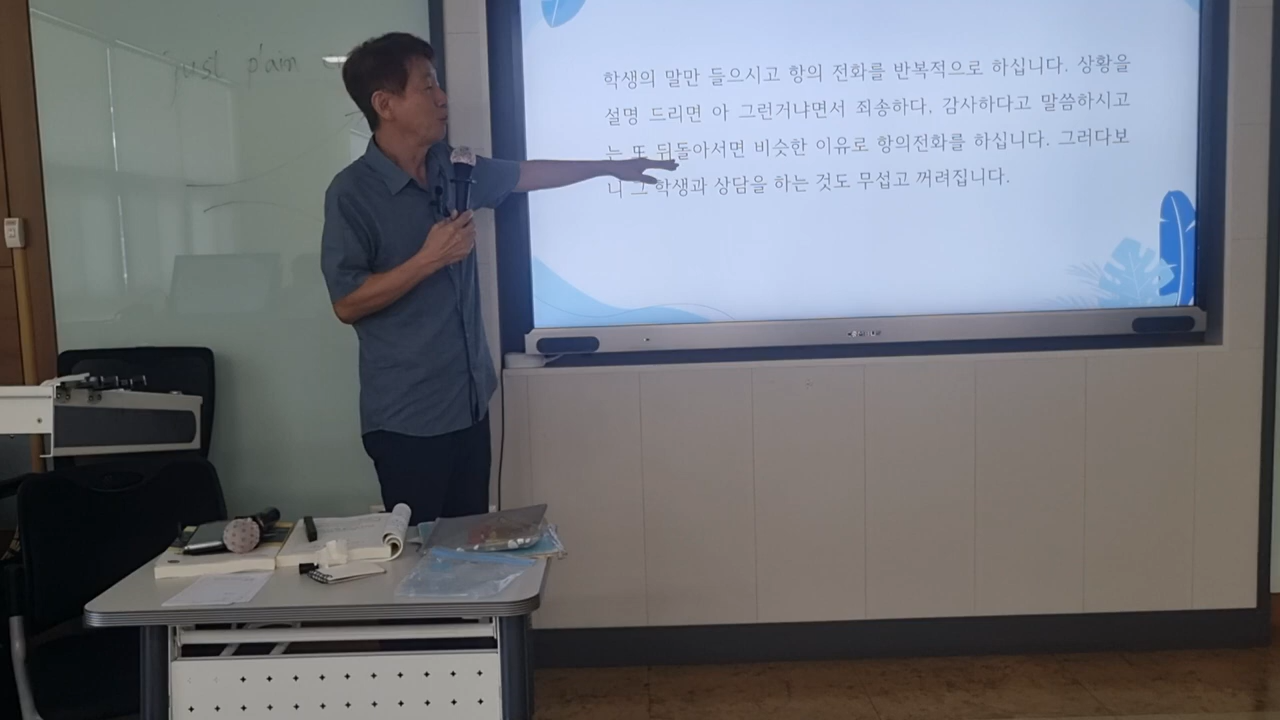 just plain
학생의 말만 들으시고 항의 전화를 반복적으로 하십니다. 상황을
설명 드리면 아 그런거냐면서 죄송하다, 감사하다고 말씀하시고
는 또 뒤돌아서면 비슷한 이유로 항의전화를 하십니다. 그러다보
니 그 학생과 상담을 하는 것도 무섭고 꺼려집니다.